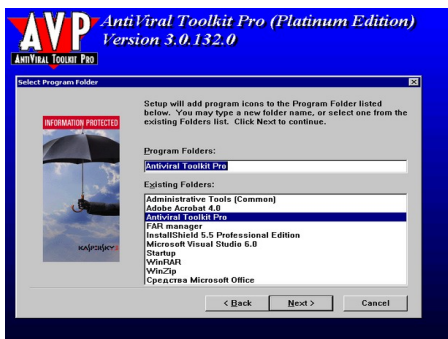 AVP
ANTIVIRAL TOOLKIT PRO
AntiViral Toolkit Pro (Platinum Edition)
Version 3.0.132.0
Select Program Folder
INFORMATION PROTECTED
KASPERSKY
Setup will add program icons to the Program Folder listed
below. You may type a new folder name, or select one from the
existing Folders list. Click Next to continue.
Program Folders:
Antiviral Toolkit Pro
Existing Folders:
Administrative Tools (Common)
Adobe Acrobat 4.0
Antiviral Toolkit Pro
FAR manager
InstallShield 5.5 Professional Edition
Microsoft Visual Studio 6.0
Startup
WinRAR
WinZip
Средства Microsoft Office
< Back
Next >
Cancel